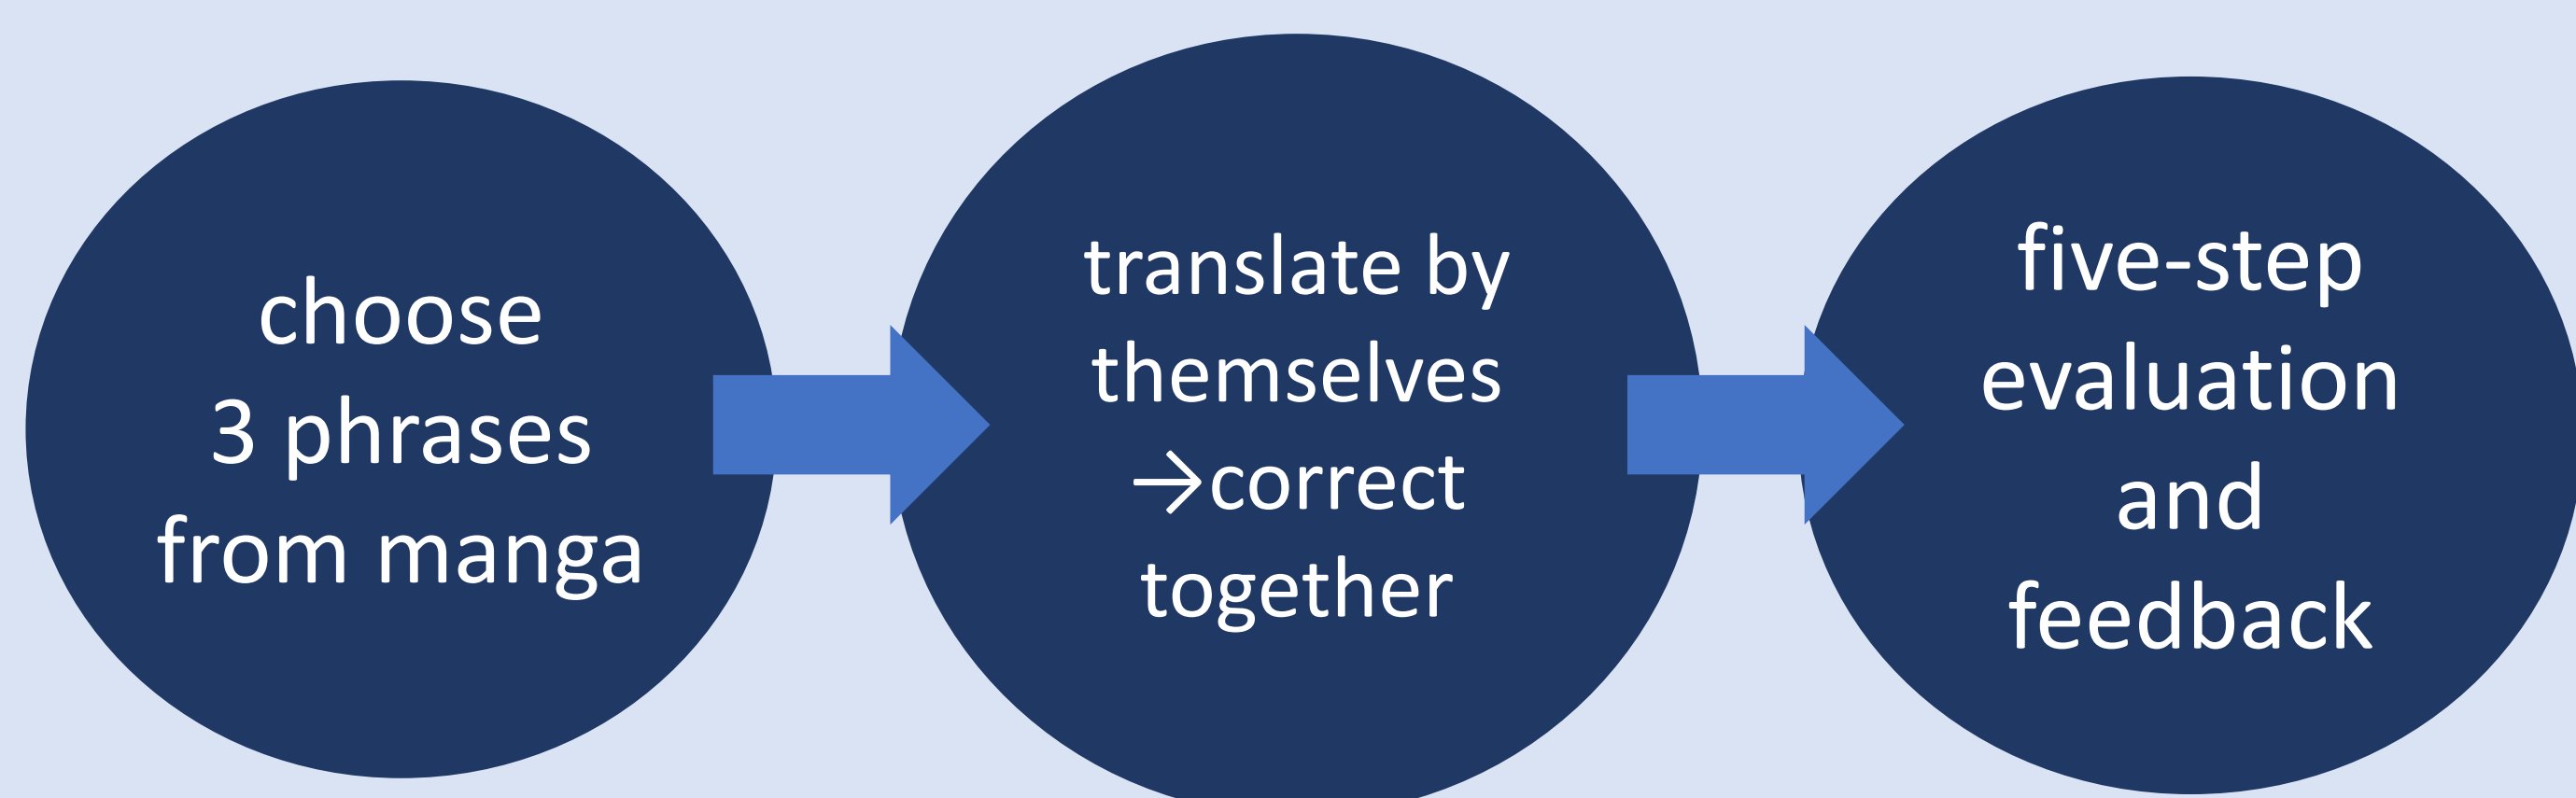 choose
3 phrases
from manga
translate by
themselves
→correct
together
five-step
evaluation
and
feedback